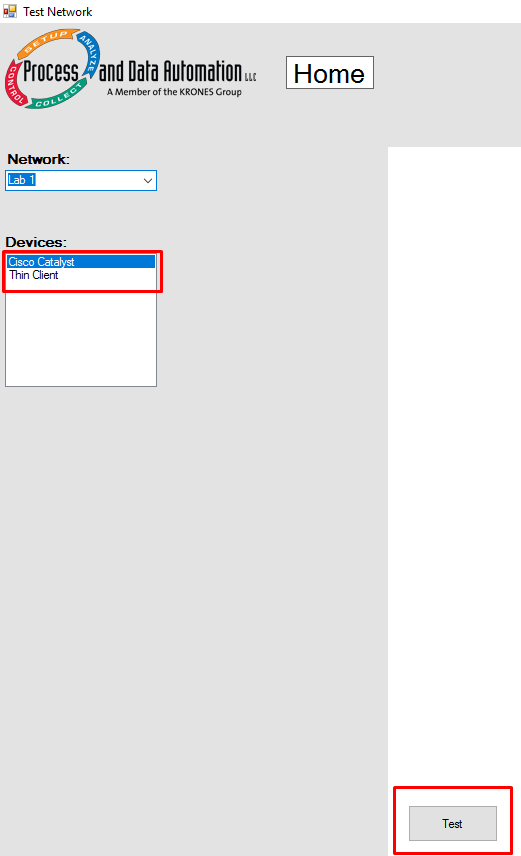 Test Network
SETUP
ANALYZE
COLLECT
CONTROL
Process and Data Automation LLC
A Member of the KRONES Group
Home
Network:
Lab 1
Devices:
Cisco Catalyst
Thin Client
Test